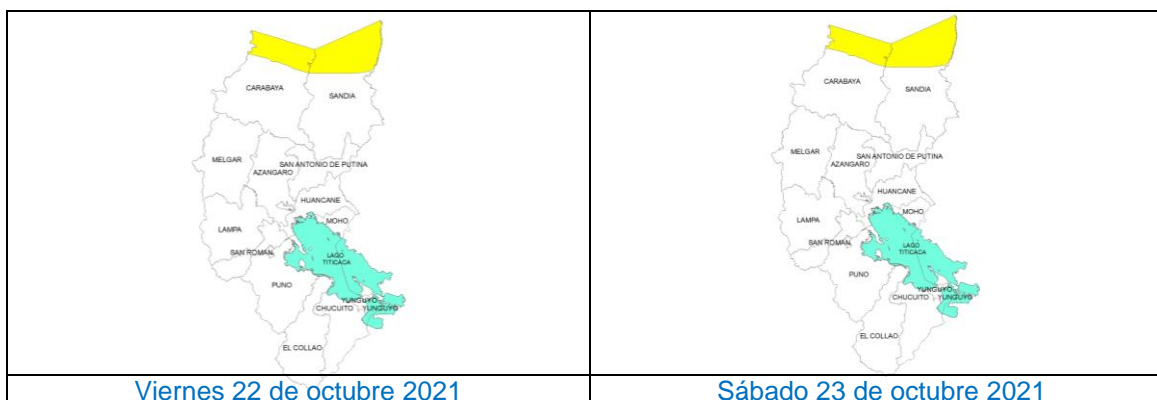 CARABAYA
SANDIA
MELGAR
SAN ANTONIO DE PUTINA
AZANGARO
HUANCANE
MOHO
LAMPA
SAN ROMAN
LAGO
TITICACA
PUNO
YUNGUYO
CHUCUITO
YUNGUYO
EL COLLAO
Viernes 22 de octubre 2021
CARABAYA
SANDIA
MELGAR
SAN ANTONIO DE PUTINA
AZANGARO
HUANCANE
MOHO
LAMPA
SAN ROMAN
LAGO
TITICACA
PUNO
YUNGUYO
CHUCUITO
YUNGUYO
EL COLLAO
Sábado 23 de octubre 2021